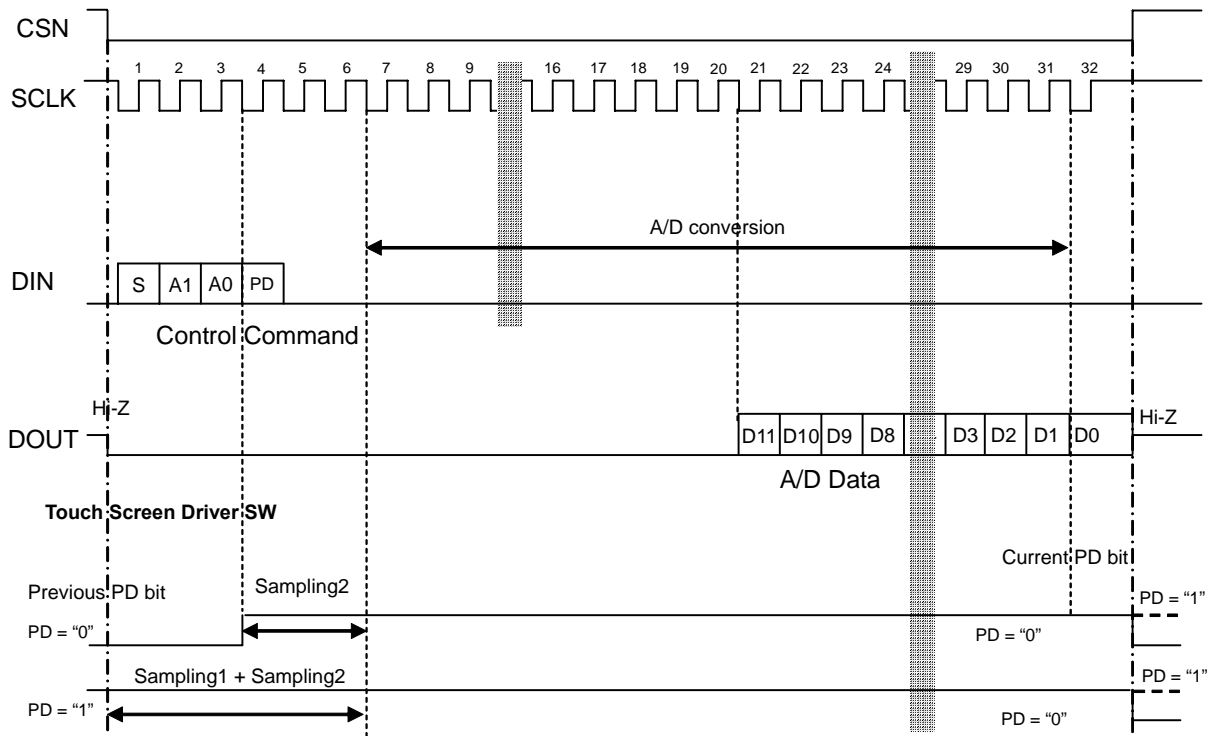 CSN
1 2 3 4 5 6 7 8 9 16 17 18 19 20 21 22 23 24 29 30 31 32
SCLK
A/D conversion
DIN S A1 A0 PD
Control Command
Hi-Z Hi-Z
DOUT D11 D10 D9 D8 D3 D2 D1 D0
A/D Data
Touch Screen Driver SW
Current PD bit
Previous PD bit Sampling2
PD = “1”
PD = “0” PD = “0”
Sampling1 + Sampling2 PD = “1”
PD = “1” PD = “0”